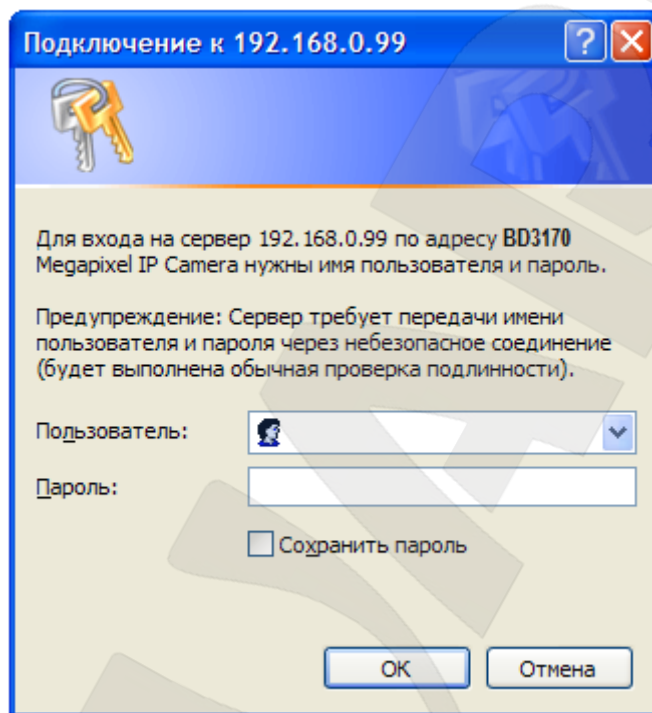 Подключение к 192.168.0.99
Для входа на сервер 192.168.0.99 по адресу BD3170
Megapixel IP Camera нужны имя пользователя и пароль.
Предупреждение: Сервер требует передачи имени
пользователя и пароля через небезопасное соединение
(будет выполнена обычная проверка подлинности).
Пользователь:
Пароль:
Сохранить пароль
ОК Отмена